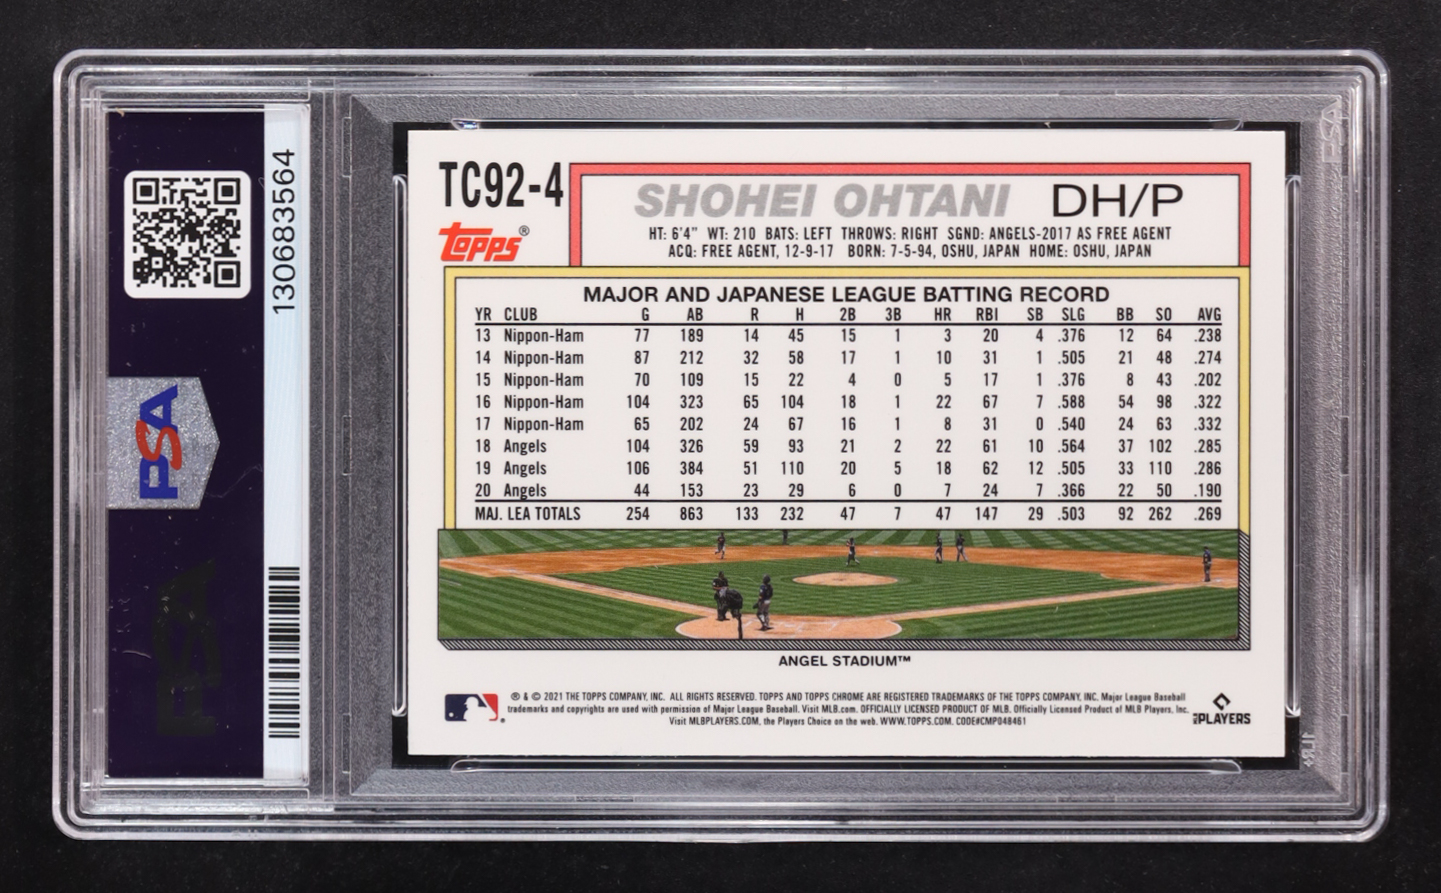 TC92-4
Topps®
SHOHEI OHTANI DH/P
HT: 6'4" WT: 210 BATS: LEFT THROWS: RIGHT SGND: ANGELS-2017 AS FREE AGENT
ACQ: FREE AGENT, 12-9-17 BORN: 7-5-94, OSHU, JAPAN HOME: OSHU, JAPAN
MAJOR AND JAPANESE LEAGUE BATTING RECORD
YR CLUB G AB R H 2B 3B HR RBI SB SLG BB SO AVG
13 Nippon-Ham 77 189 14 45 15 1 3 20 4 .376 12 64 .238
14 Nippon-Ham 87 212 32 58 17 1 10 31 1 .505 21 48 .274
15 Nippon-Ham 70 109 15 22 4 0 5 17 1 .376 8 43 .202
16 Nippon-Ham 104 323 65 104 18 1 22 67 7 .588 54 98 .322
17 Nippon-Ham 65 202 24 67 16 1 8 31 0 .540 24 63 .332
18 Angels 104 326 59 93 21 2 22 61 10 .564 37 102 .285
19 Angels 106 384 51 110 20 5 18 62 12 .505 33 110 .286
20 Angels 44 153 23 29 6 0 7 24 7 .366 22 50 .190
MAJ. LEA TOTALS 254 863 133 232 47 7 47 147 29 .503 92 262 .269
ANGEL STADIUM™
® & © 2021 THE TOPPS COMPANY, INC. ALL RIGHTS RESERVED. TOPPS AND TOPPS CHROME ARE REGISTERED TRADEMARKS OF THE TOPPS COMPANY, INC. Major League Baseball
trademarks and copyrights are used with permission of Major League Baseball. Visit MLB.com. OFFICIALLY LICENSED PRODUCT OF MLB. Officially Licensed Product of MLB Players, Inc.
Visit MLBPLAYERS.COM, the Players Choice on the web. WWW.TOPPS.COM. CODE#CMP048461
MLB PLAYERS
130683564
PSA
PSA
PSA